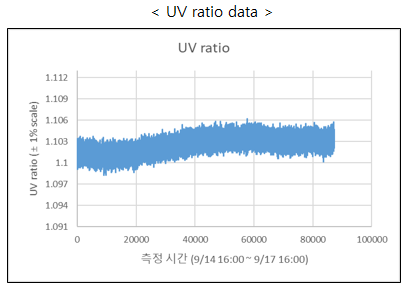 < UV ratio data >
UV ratio
1.112
1.109
1.106
1.103
1.1
1.097
1.094
1.091
UV ratio (± 1% scale)
0 20000 40000 60000 80000 100000
측정 시간 (9/14 16:00 ~ 9/17 16:00)